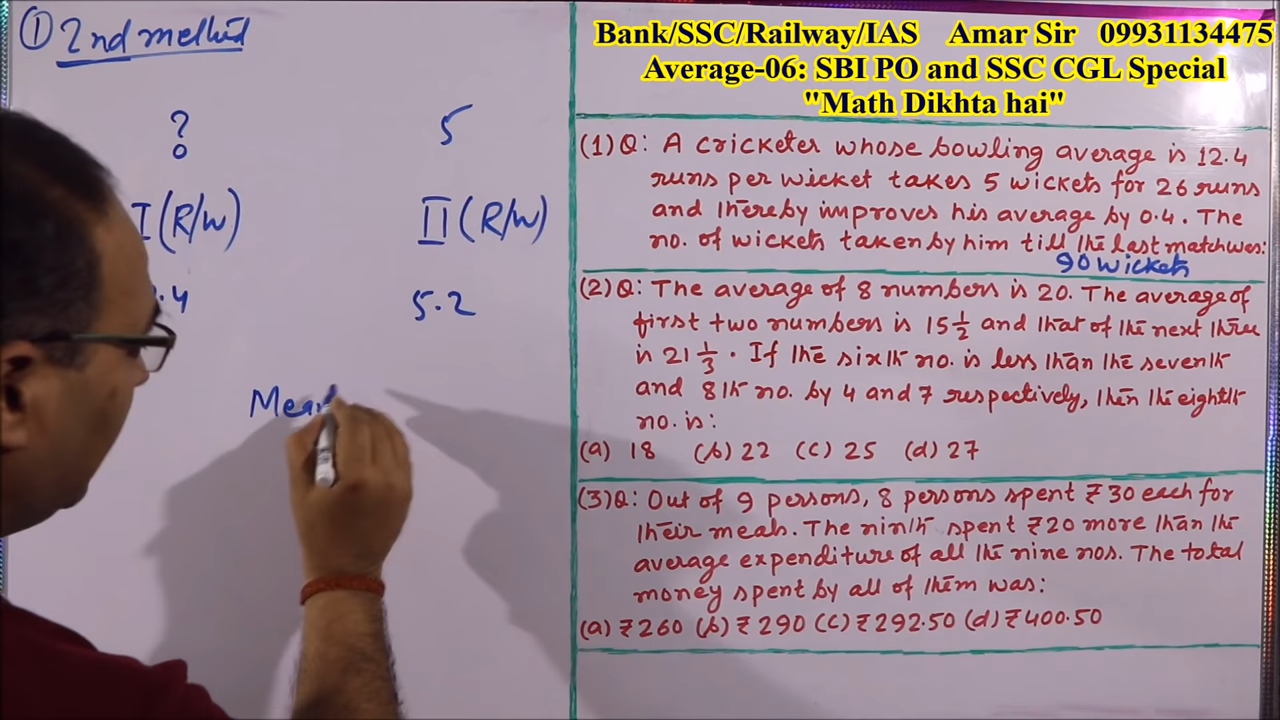 ① 2nd method
?
5
I (R/W)
II (R/W)
.4
5.2
Mea
Bank/SSC/Railway/IAS Amar Sir 09931134475
Average-06: SBI PO and SSC CGL Special
"Math Dikhta hai"
(1) Q: A cricketer whose bowling average is 12.4
runs per wicket takes 5 wickets for 26 runs
and thereby improves his average by 0.4. The
no. of wickets taken by him till the last match was:
90 wickets
(2) Q: The average of 8 numbers is 20. The average of
first two numbers is 15 1/2 and that of the next three
is 21 1/3. If the sixth no. is less than the seventh
and 8th no. by 4 and 7 respectively, then the eighth
no. is:
(a) 18 (b) 22 (c) 25 (d) 27
(3) Q: Out of 9 persons, 8 persons spent ₹30 each for
their meals. The ninth spent ₹20 more than the
average expenditure of all the nine nos. The total
money spent by all of them was:
(a) ₹260 (b) ₹290 (c) ₹292.50 (d) ₹400.50